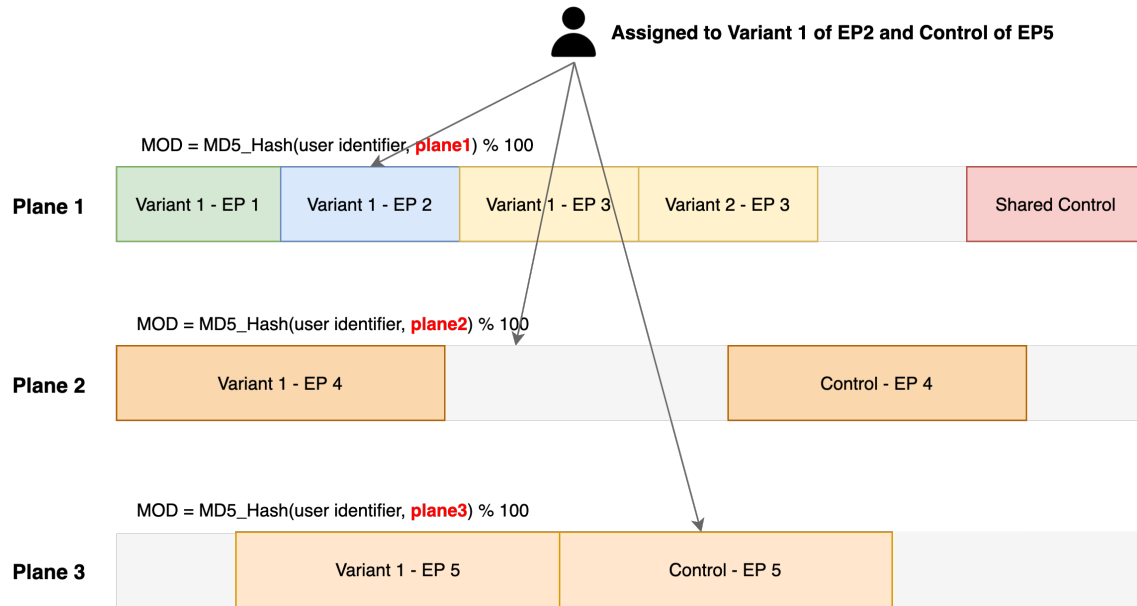 Assigned to Variant 1 of EP2 and Control of EP5
MOD = MD5_Hash(user identifier, plane1) % 100
Plane 1
Variant 1 - EP 1
Variant 1 - EP 2
Variant 1 - EP 3
Variant 2 - EP 3
Shared Control
MOD = MD5_Hash(user identifier, plane2) % 100
Plane 2
Variant 1 - EP 4
Control - EP 4
MOD = MD5_Hash(user identifier, plane3) % 100
Plane 3
Variant 1 - EP 5
Control - EP 5